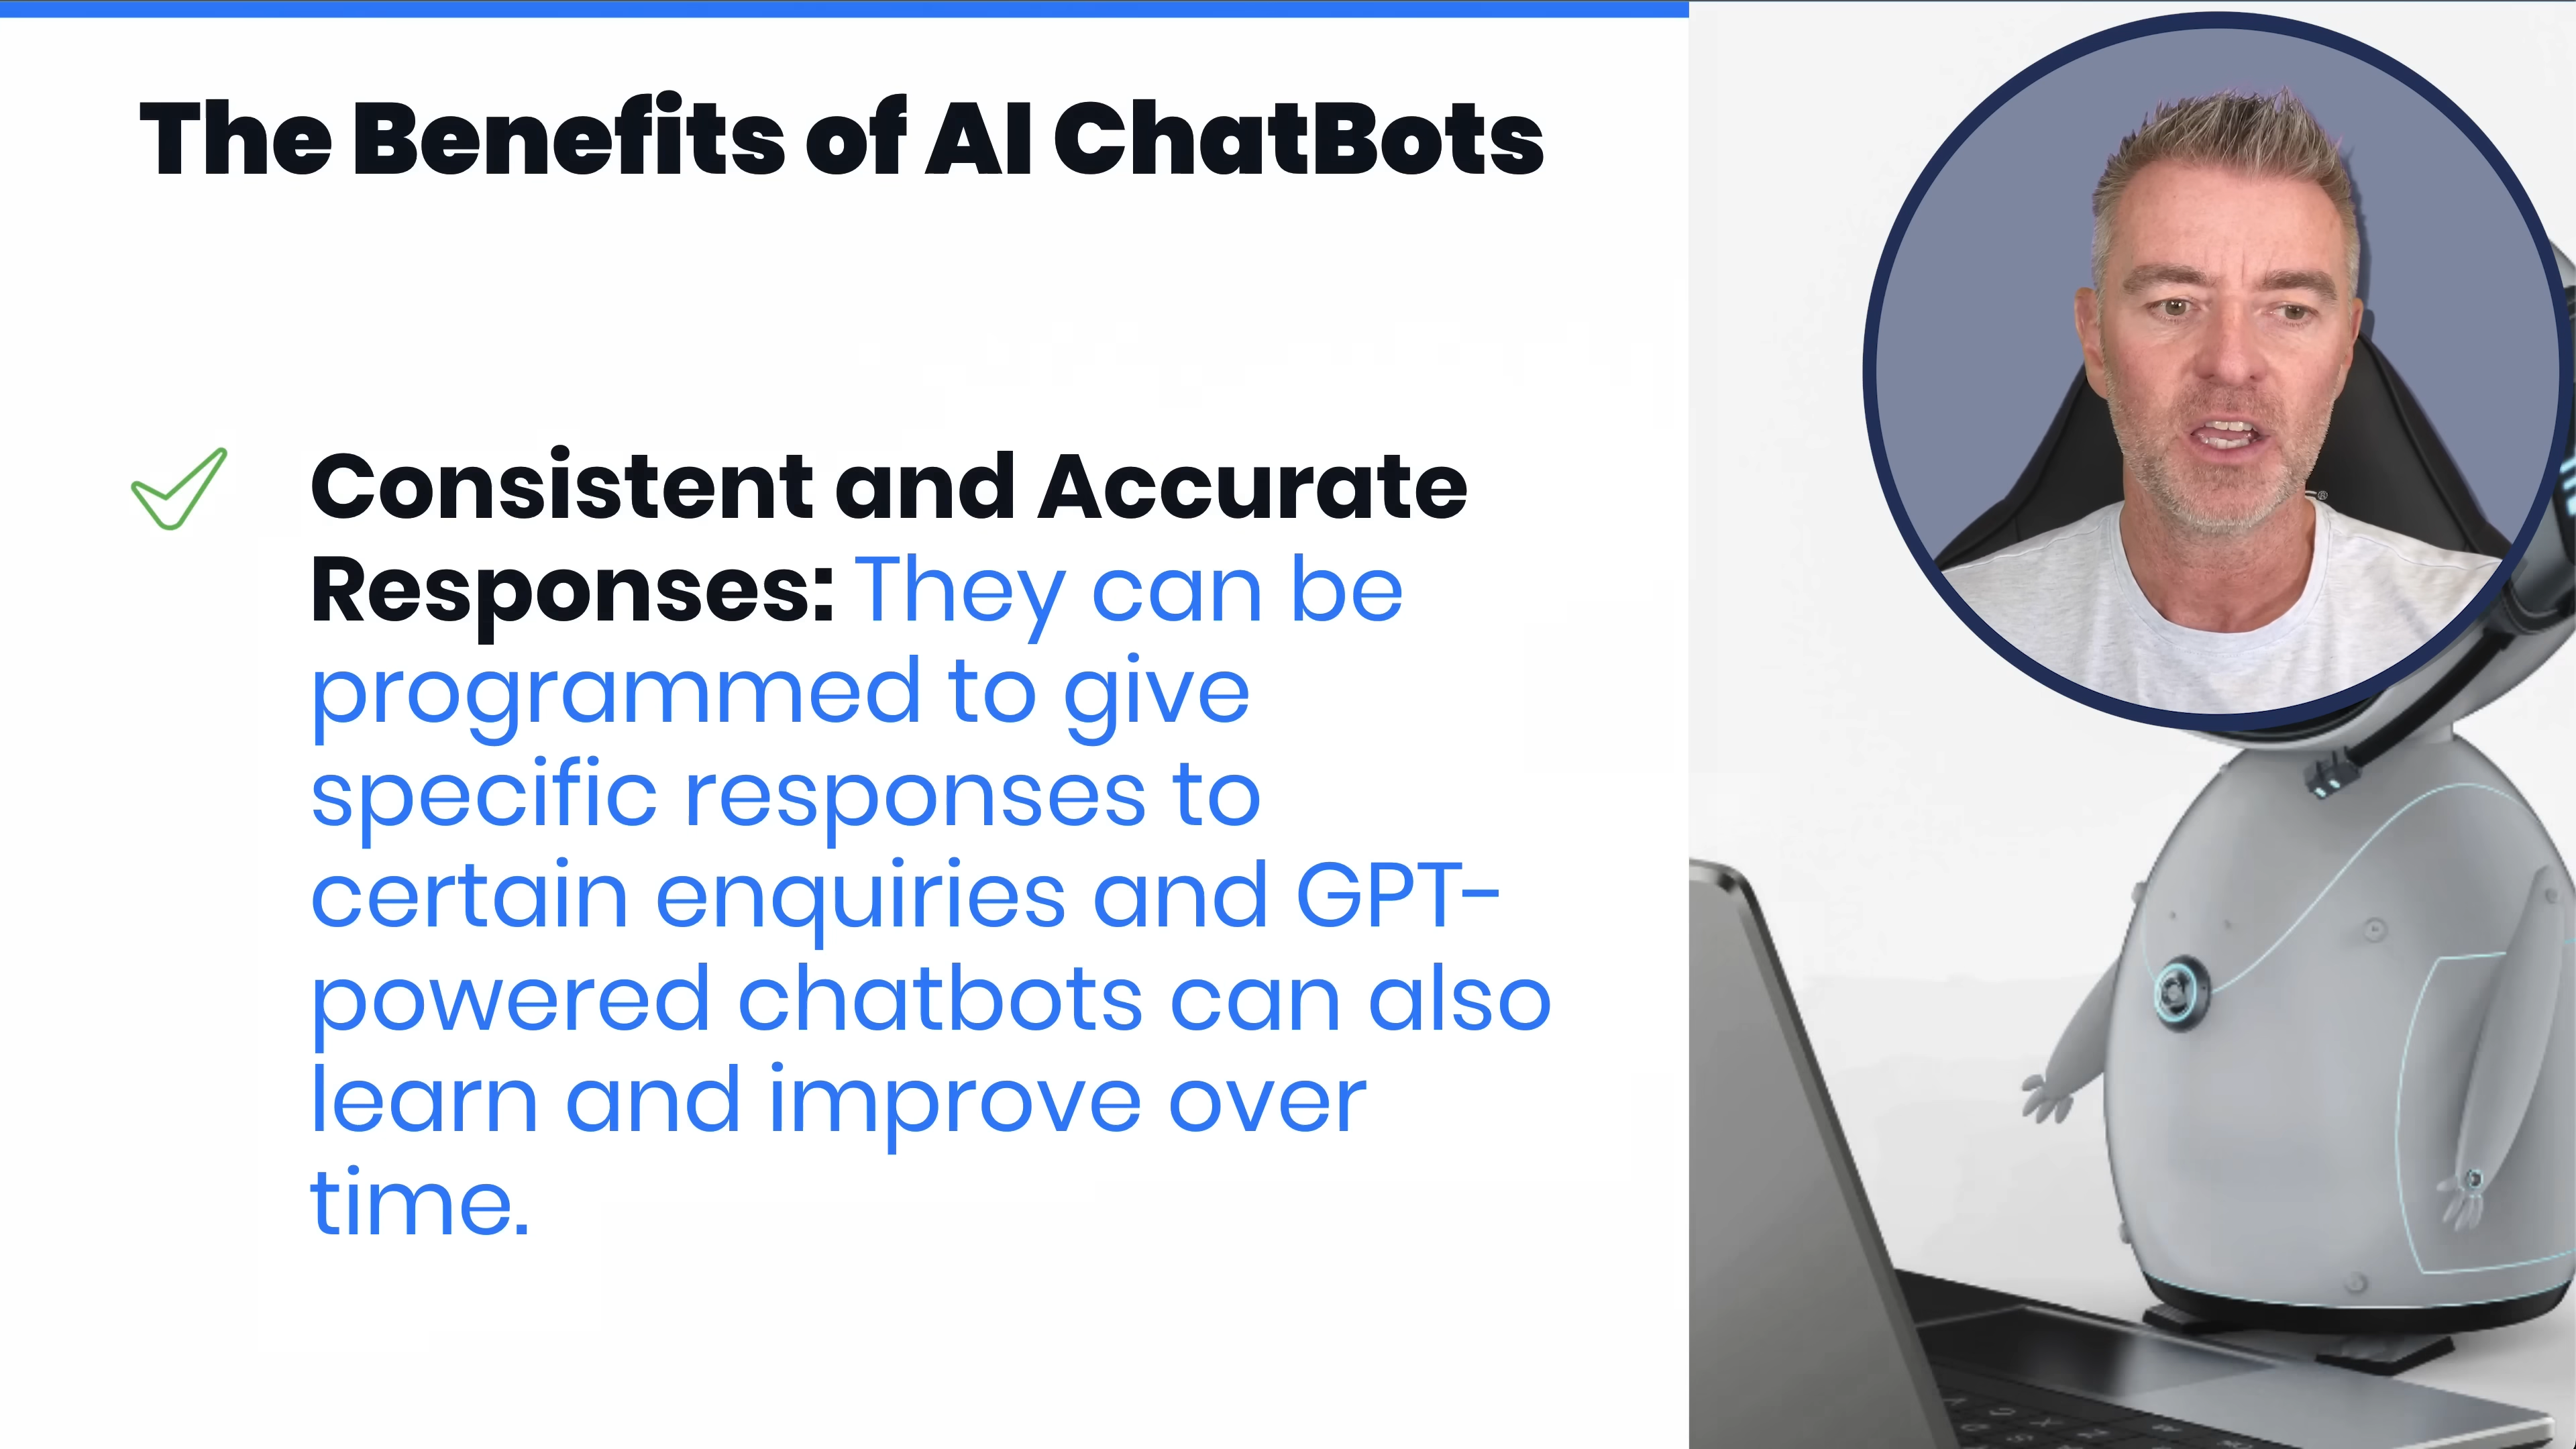 The Benefits of AI ChatBots
Consistent and Accurate
Responses: They can be
programmed to give
specific responses to
certain enquiries and GPT-
powered chatbots can also
learn and improve over
time.